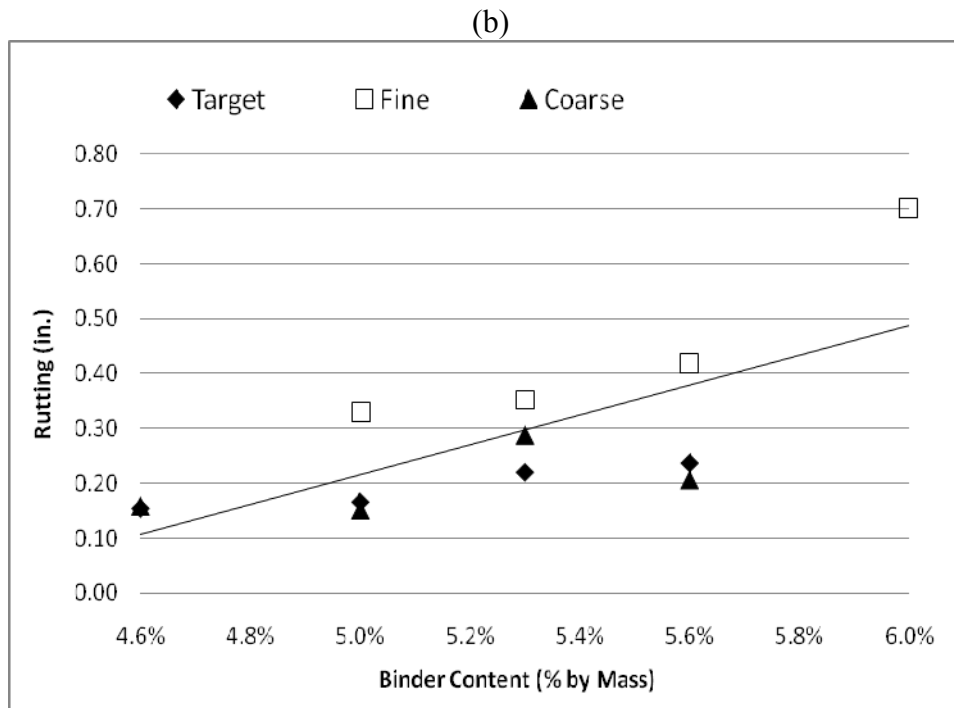 (b)
Target Fine Coarse
0.80
0.70
0.60
0.50
0.40
0.30
0.20
0.10
0.00
Rutting (in.)
4.6% 4.8% 5.0% 5.2% 5.4% 5.6% 5.8% 6.0%
Binder Content (% by Mass)